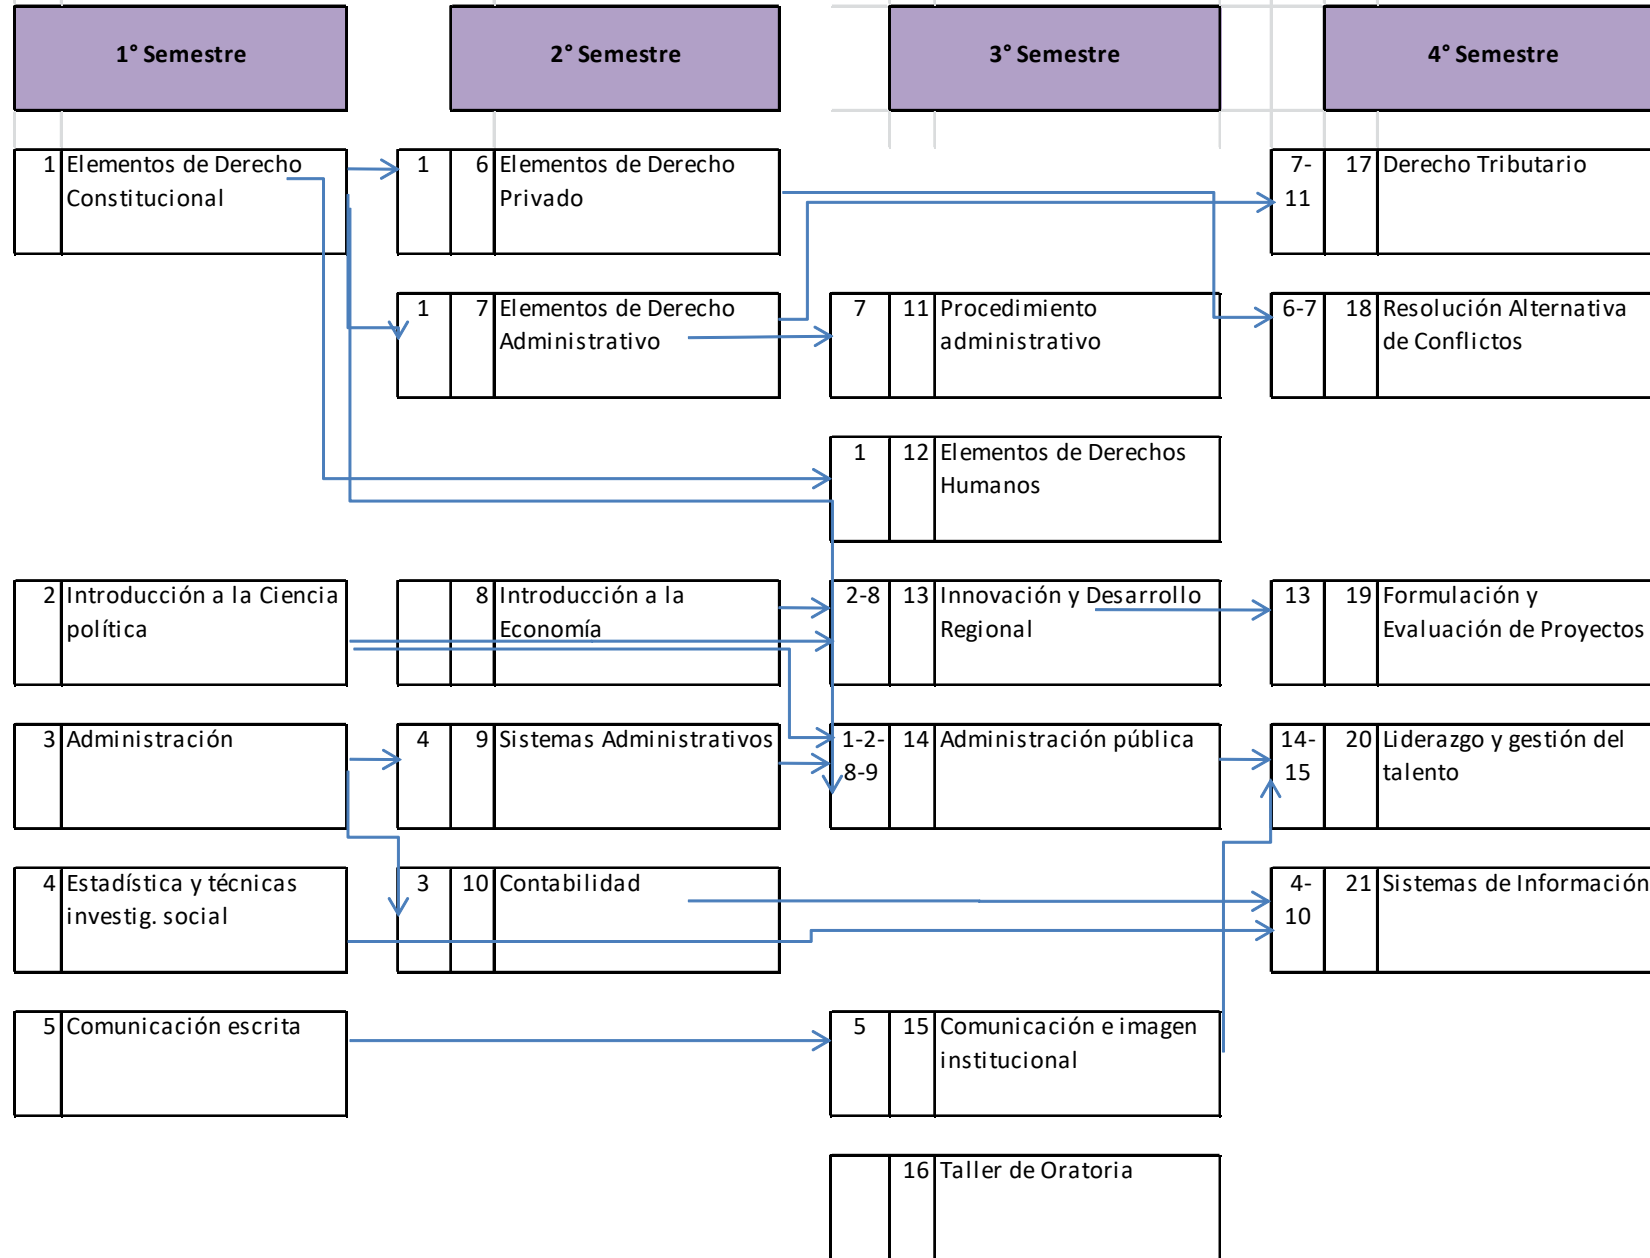 1° Semestre
2° Semestre
3° Semestre
4° Semestre
1 Elementos de Derecho
Constitucional
1 6 Elementos de Derecho
Privado
7-
11
17 Derecho Tributario
1 7 Elementos de Derecho
Administrativo
7 11 Procedimiento
administrativo
6-7 18 Resolución Alternativa
de Conflictos
1 12 Elementos de Derechos
Humanos
2 Introducción a la Ciencia
política
8 Introducción a la
Economía
2-8 13 Innovación y Desarrollo
Regional
13 19 Formulación y
Evaluación de Proyectos
3 Administración
4 9 Sistemas Administrativos
1-2-
8-9
14 Administración pública
14-
15
20 Liderazgo y gestión del
talento
4 Estadística y técnicas
investig. social
3 10 Contabilidad
4-
10
21 Sistemas de Información
5 Comunicación escrita
5 15 Comunicación e imagen
institucional
16 Taller de Oratoria